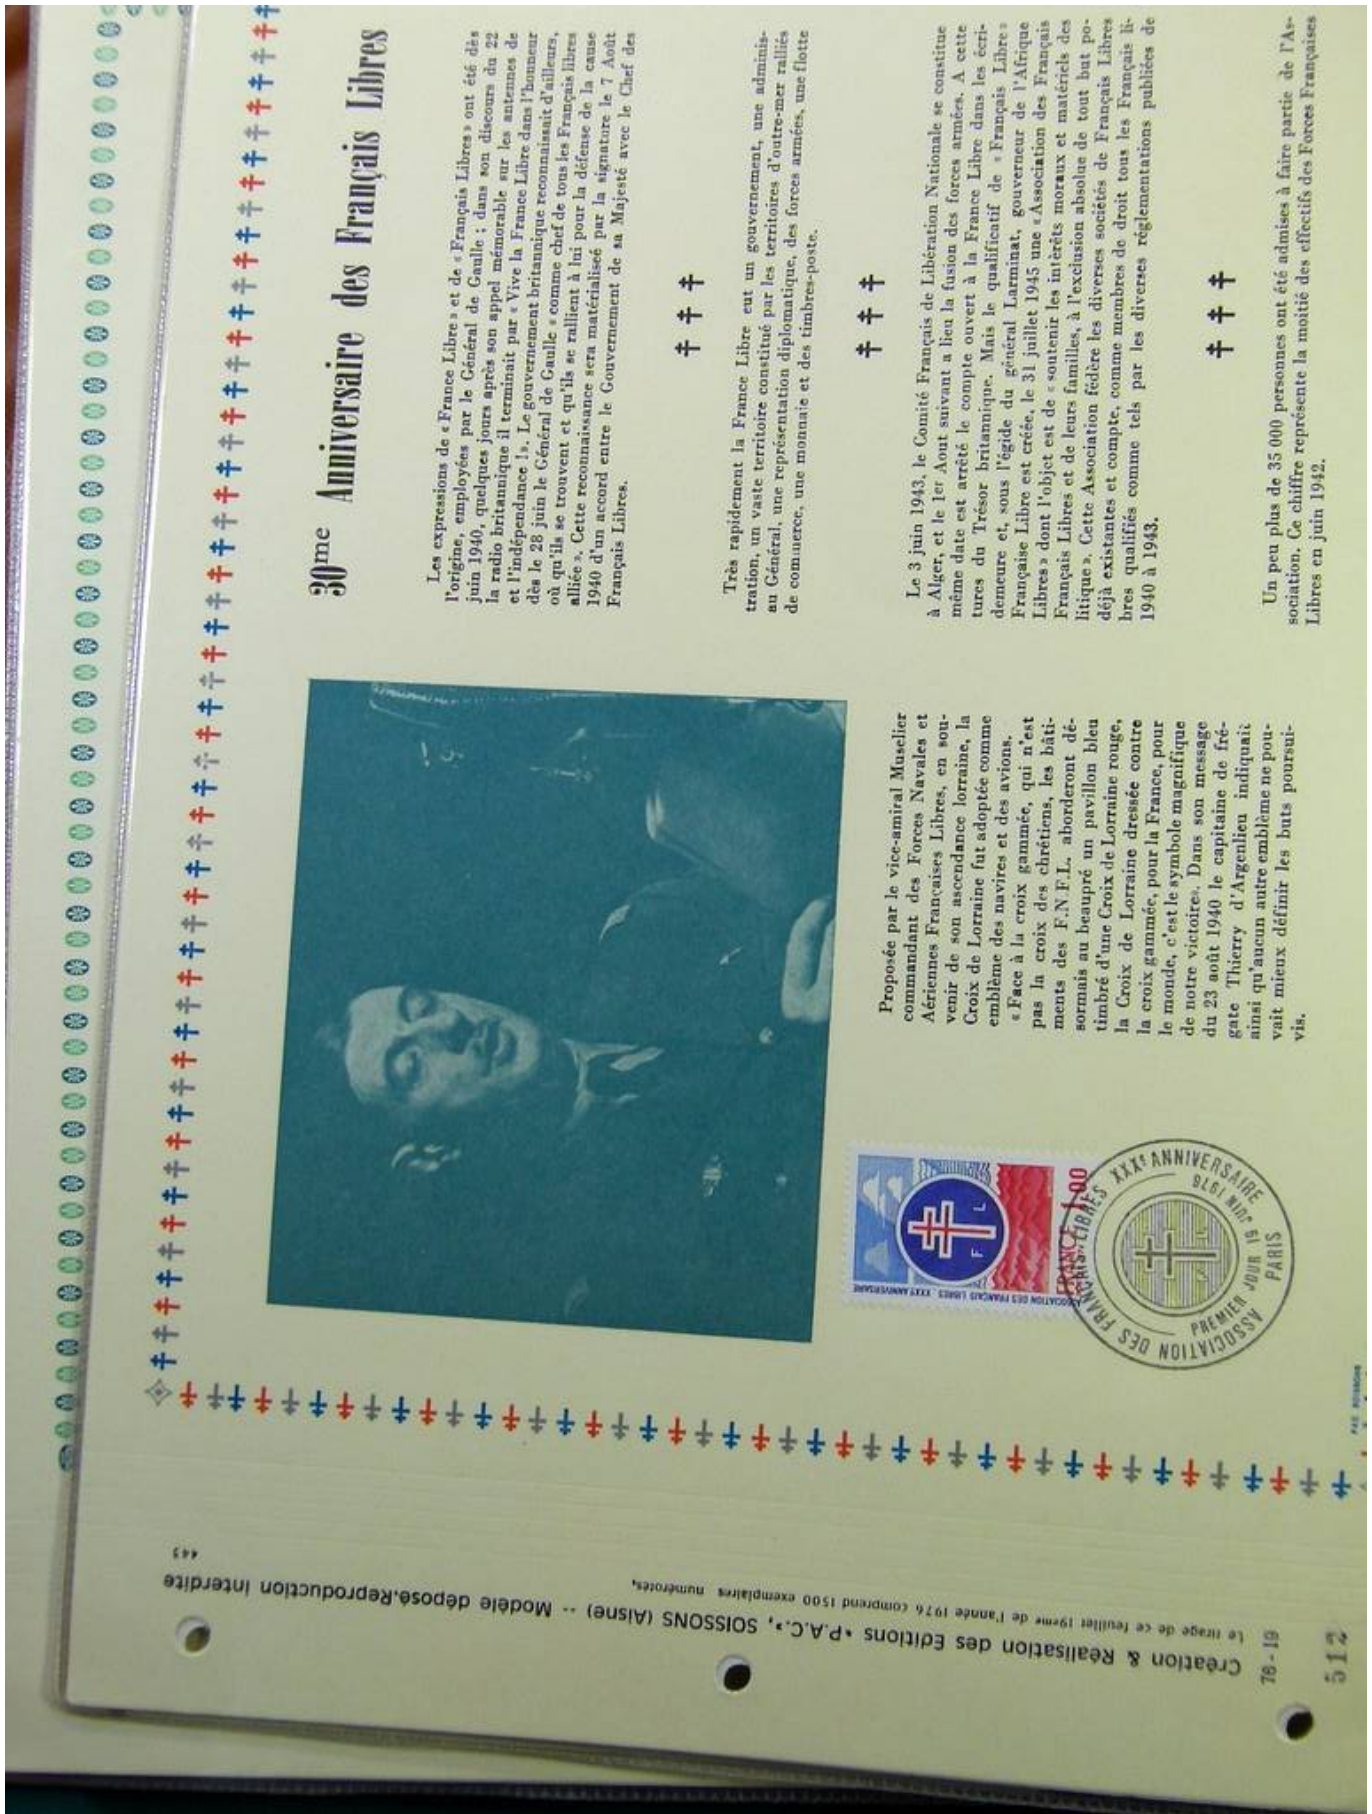 30me Anniversaire des Français Libres
Les expressions de « France Libre » et de « Français Libres » ont été dès
l'origine, employées par le Général de Gaulle ; dans son discours du 22
juin 1940, quelques jours après son appel mémorable sur les antennes de
la radio britannique il terminait par « Vive la France Libre dans l'honneur
et l'indépendance !». Le gouvernement britannique reconnaissait d'ailleurs,
dès le 28 juin le Général de Gaulle « comme chef de tous les Français libres
où qu'ils se trouvent et qu'ils se rallient à lui pour la défense de la cause
alliée ». Cette reconnaissance sera matérialiseé par la signature le 7 Août
1940 d'un accord entre le Gouvernement de sa Majesté avec le Chef des
Français Libres.
Très rapidement la France Libre eut un gouvernement, une adminis-
tration, un vaste territoire constitué par les territoires d'outre-mer ralliés
au Général, une représentation diplomatique, des forces armées, une flotte
de commerce, une monnaie et des timbres-poste.
Le 3 juin 1943, le Comité Français de Libération Nationale se constitue
à Alger, et le 1er Aout suivant a lieu la fusion des forces armées. A cette
même date est arrêté le compte ouvert à la France Libre dans les écri-
tures du Trésor britannique. Mais le qualificatif de « Français Libre »
demeure et, sous l'égide du général Larminat, gouverneur de l'Afrique
Française Libre est créée, le 31 juillet 1945 une « Association des Français
Libres » dont l'objet est de « soutenir les intérêts moraux et matériels des
Français Libres et de leurs familles, à l'exclusion absolue de tout but po-
litique ». Cette Association fédère les diverses sociétés de Français Libres
déjà existantes et compte, comme membres de droit tous les Français li-
bres qualifiés comme tels par les diverses réglementations publiées de
1940 à 1943.
Un peu plus de 35 000 personnes ont été admises à faire partie de l'As-
sociation. Ce chiffre représente la moitié des effectifs des Forces Françaises
Libres en juin 1942.
Proposée par le vice-amiral Muselier
commandant des Forces Navales et
Aériennes Françaises Libres, en sou-
venir de son ascendance lorraine, la
Croix de Lorraine fut adoptée comme
emblème des navires et des avions.
« Face à la croix gammée, qui n'est
pas la croix des chrétiens, les bâti-
ments des F.N.F.L. aborderont dé-
sormais au beaupré un pavillon bleu
timbré d'une Croix de Lorraine rouge,
la Croix de Lorraine dressée contre
la croix gammée, pour la France, pour
le monde, c'est le symbole magnifique
de notre victoire». Dans son message
du 23 août 1940 le capitaine de fré-
gate Thierry d'Argenlieu indiquait
ainsi qu'aucun autre emblème ne pou-
vait mieux définir les buts poursui-
vis.
ASSOCIATION DES FRANÇAIS LIBRES . XXXe ANNIVERSAIRE
F L
FRANCE 1,00
ASSOCIATION DES FRANÇAIS LIBRES XXXe ANNIVERSAIRE
PREMIER JOUR 19 JUIN 1976
PARIS
Création & Réalisation des Editions «P.A.C.», SOISSONS (Aisne) -- Modèle déposé.Reproduction interdite
443
Le tirage de ce feuillet 19ème de l'année 1976 comprend 1500 exemplaires numérotés,
76-19
512